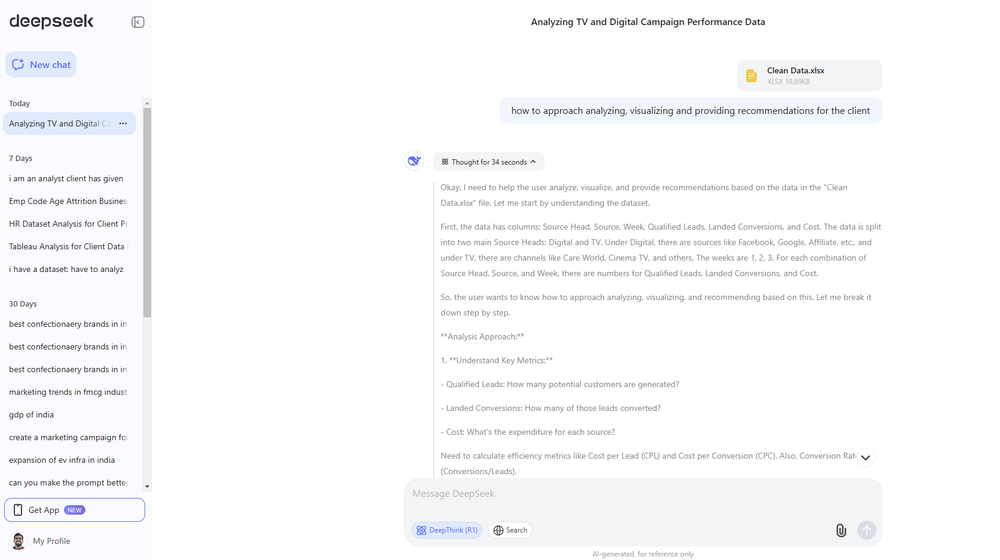 deepseek
New chat
Today
Analyzing TV and Digital Ca
7 Days
i am an analyst client has given
Emp Code Age Attrition Business
HR Dataset Analysis for Client Pr
Tableau Analysis for Client Data
i have a dataset: have to analyz
30 Days
best confectionaery brands in in
best confectionaery brands in in
best confectionaery brands in in
marketing trends in fmcg indust
gdp of india
create a marketing campaign for
expansion of ev infra in india
can you make the prompt better
Get App NEW
My Profile
Analyzing TV and Digital Campaign Performance Data
Clean Data.xlsx
XLSX 18.69KB
how to approach analyzing, visualizing and providing recommendations for the client
Thought for 34 seconds
Okay, I need to help the user analyze, visualize, and provide recommendations based on the data in the "Clean
Data.xlsx" file. Let me start by understanding the dataset.
First, the data has columns: Source Head, Source, Week, Qualified Leads, Landed Conversions, and Cost. The data is split
into two main Source Heads: Digital and TV. Under Digital, there are sources like Facebook, Google, Affiliate, etc., and
under TV, there are channels like Care World, Cinema TV, and others. The weeks are 1, 2, 3. For each combination of
Source Head, Source, and Week, there are numbers for Qualified Leads, Landed Conversions, and Cost.
So, the user wants to know how to approach analyzing, visualizing, and recommending based on this. Let me break it
down step by step.
**Analysis Approach:**
1. **Understand Key Metrics:**
- Qualified Leads: How many potential customers are generated?
- Landed Conversions: How many of those leads converted?
- Cost: What's the expenditure for each source?
Need to calculate efficiency metrics like Cost per Lead (CPL) and Cost per Conversion (CPC). Also, Conversion Rate
(Conversions/Leads).
Message DeepSeek
DeepThink (R1)
Search
AI-generated, for reference only